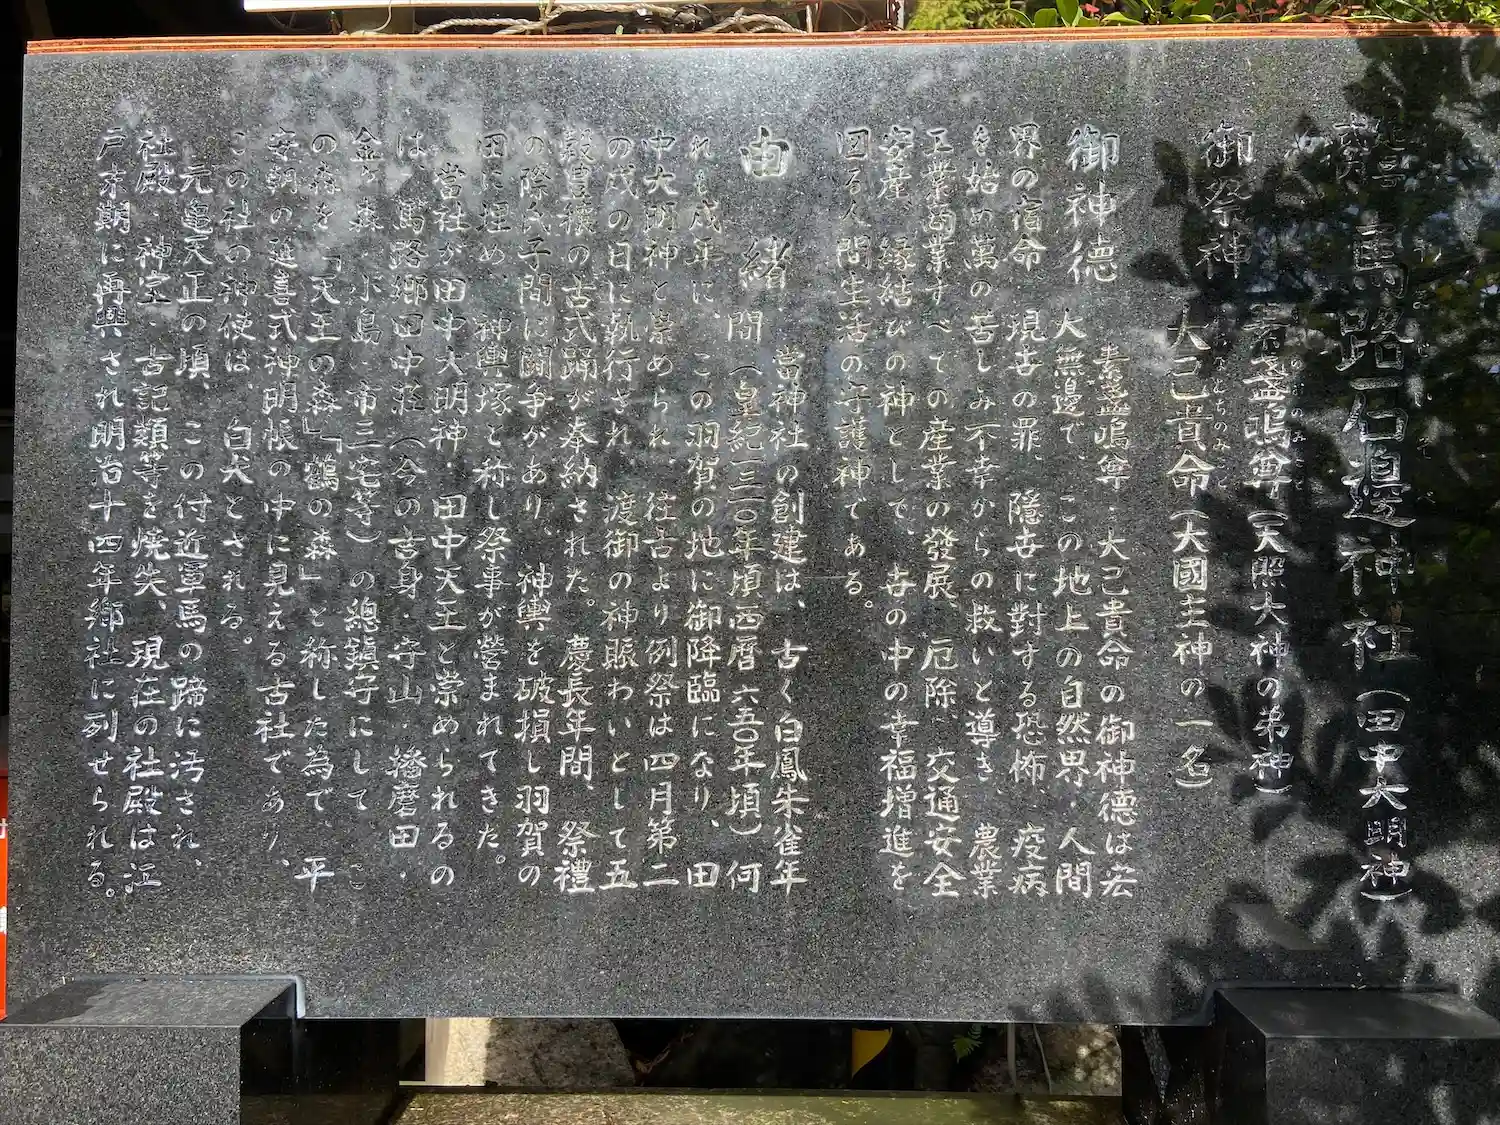 延喜式内 馬路石邊神社(田中大明神)
御祭神 素盞嗚尊(天照大神の弟神)
大己貴命(大國主神の一名)
御神德 素盞嗚尊・大己貴命の御神德は宏
大無邊で、この地上の自然界・人間
界の宿命、現世の罪、隱世に對する恐怖、疫病
を始め萬の苦しみ不幸からの救いと導き、農業
工業商業すべての産業の發展、厄除、交通安全
安産、縁結びの神として、世の中の幸福增進を
図る人間生活の守護神である。
由緒 當神社の創建は、古く白鳳朱雀年
間(皇紀一三一〇年頃西暦六五〇年頃)何
れも戌年に、この羽賀の地に御降臨になり、田
中大明神と崇められ、往古より例祭は四月第二
の戌の日に執行され、渡御の神賑わいとして五
穀豊穰の古式踊が奉納された。慶長年間、祭禮
の際氏子間に闘争があり、神輿を破損し羽賀の
田に埋め、神輿塚と称し祭事が營まれてきた。
當社が田中大明神・田中天王と崇められるの
は、馬路郷田中莊(今の吉身・守山・播磨田・
金ヶ森・小島・市三宅等)の總鎮守にして、こ
の森を、「天王の森」「鶴の森」と称した為で、平
安朝の延喜式神明帳の中に見える古社であり、
この社の神使は、白犬とされる。
元亀天正の頃、この付近軍馬の蹄に汚され、
社殿・神宝・古記類等を焼失、現在の社殿は江
戸末期に再興され明治十四年郷社に列せられる。